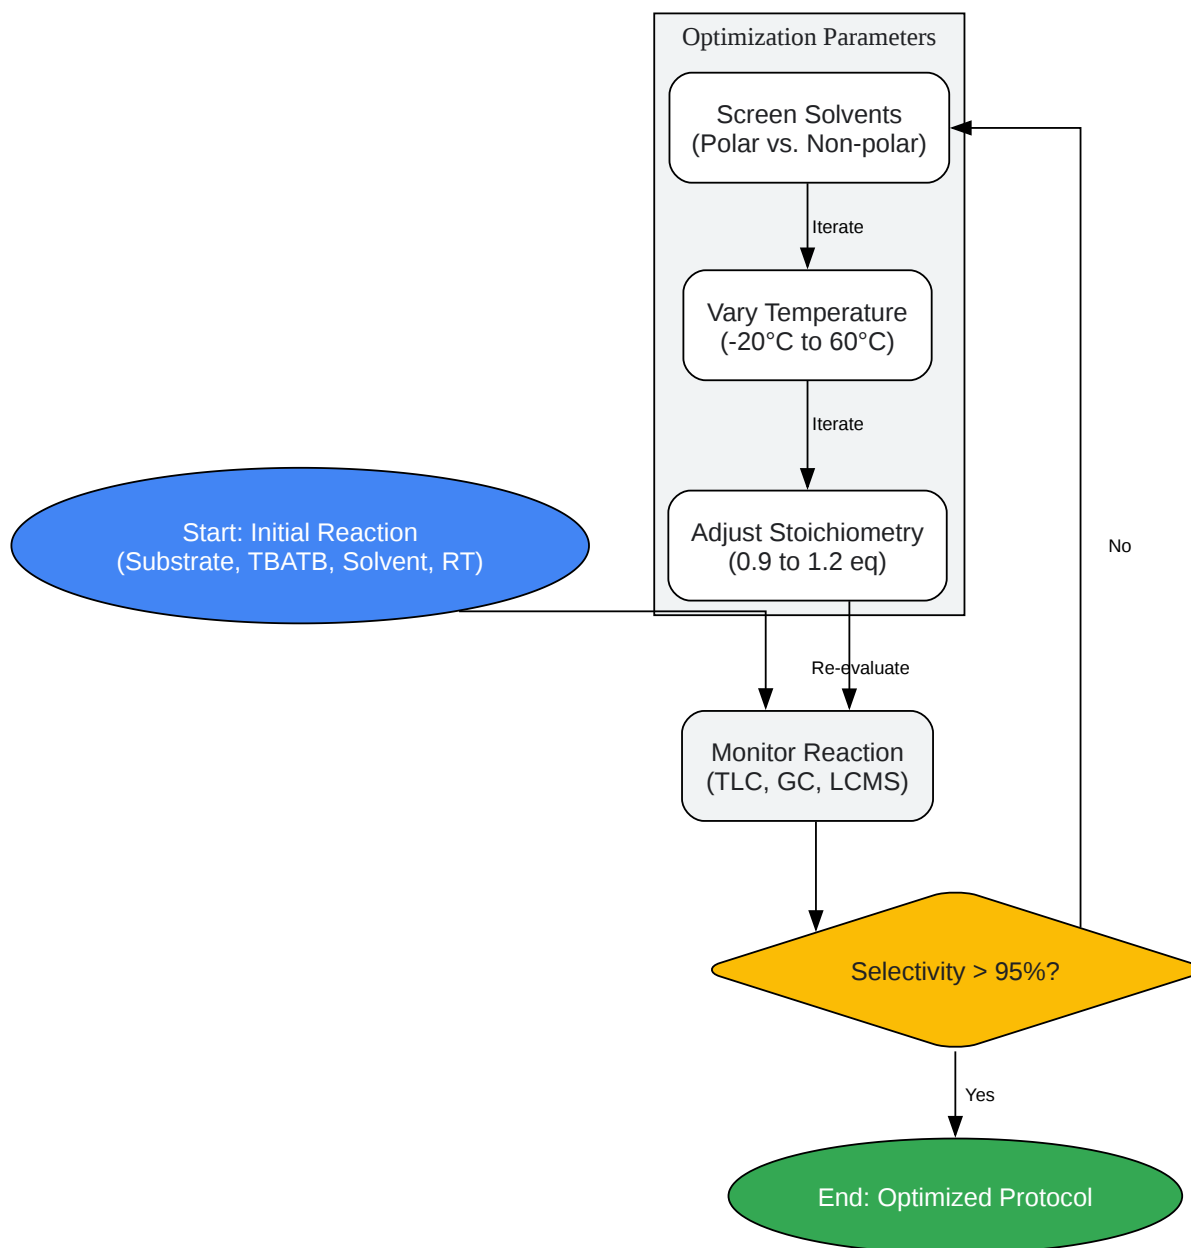 Optimization Parameters
Screen Solvents
(Polar vs. Non-polar)
Iterate
Vary Temperature
(-20°C to 60°C)
Iterate
Adjust Stoichiometry
(0.9 to 1.2 eq)
Start: Initial Reaction
(Substrate, TBATB, Solvent, RT)
No
Re-evaluate
Monitor Reaction
(TLC, GC, LCMS)
Selectivity > 95%?
Yes
End: Optimized Protocol